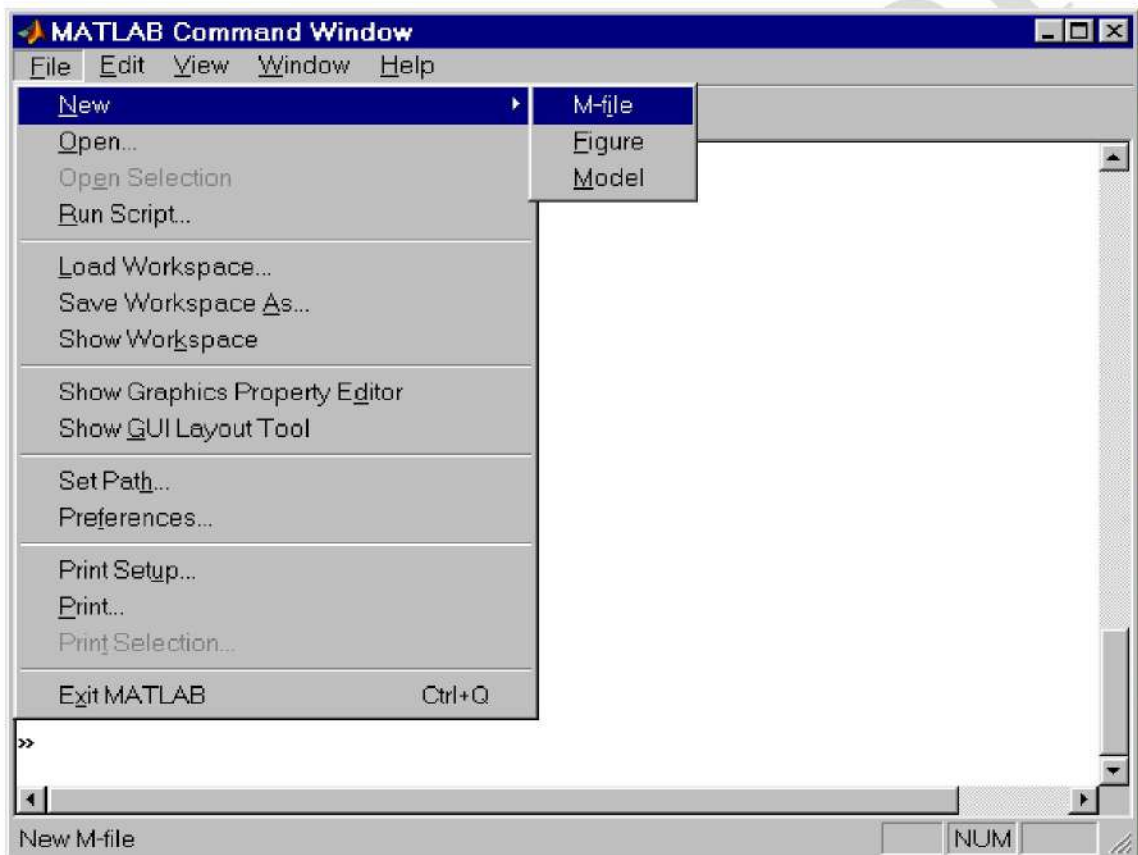 MATLAB Command Window
File Edit View Window Help
New
Open...
Open Selection
Run Script...
Load Workspace...
Save Workspace As...
Show Workspace
Show Graphics Property Editor
Show GUI Layout Tool
Set Path...
Preferences...
Print Setup...
Print...
Print Selection...
Exit MATLAB Ctrl+Q
M-file
Figure
Model
»
New M-file NUM